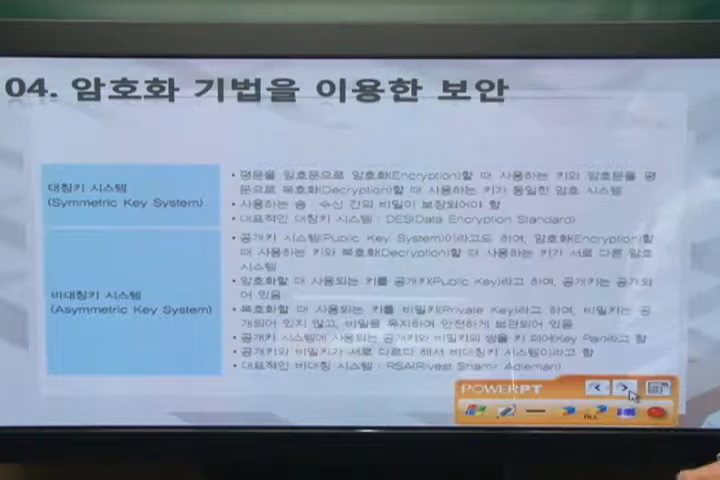 04. 암호화 기법을 이용한 보안
대칭키 시스템
(Symmetric Key System)
• 평문을 암호문으로 암호화(Encryption)할 때 사용하는 키와 암호문을 평
문으로 복호화(Decryption)할 때 사용하는 키가 동일한 암호 시스템
• 사용하는 송 · 수신 간의 비밀이 보장되어야 함
• 대표적인 대칭키 시스템 : DES(Data Encryption Standard)
비대칭키 시스템
(Asymmetric Key System)
• 공개키 시스템(Public Key System)이라고도 하며, 암호화(Encryption)할
때 사용하는 키와 복호화(Decryption)할 때 사용하는 키가 서로 다른 암호
시스템
• 암호화할 때 사용되는 키를 공개키(Public Key)라고 하며, 공개키는 공개되
어 있음
• 복호화할 때 사용되는 키를 비밀키(Private Key)라고 하며, 비밀키는 공
개되어 있지 않고, 비밀을 유지하며 안전하게 보관되어 있음
• 공개키 시스템에 사용되는 공개키와 비밀키의 쌍을 키 페어(Key Pair)라고 함
• 공개키와 비밀키가 서로 다르다 해서 비대칭키 시스템이라고 함
• 대표적인 비대칭 시스템 : RSA(Rivest Shamir Adleman)
POWERPT
ALL